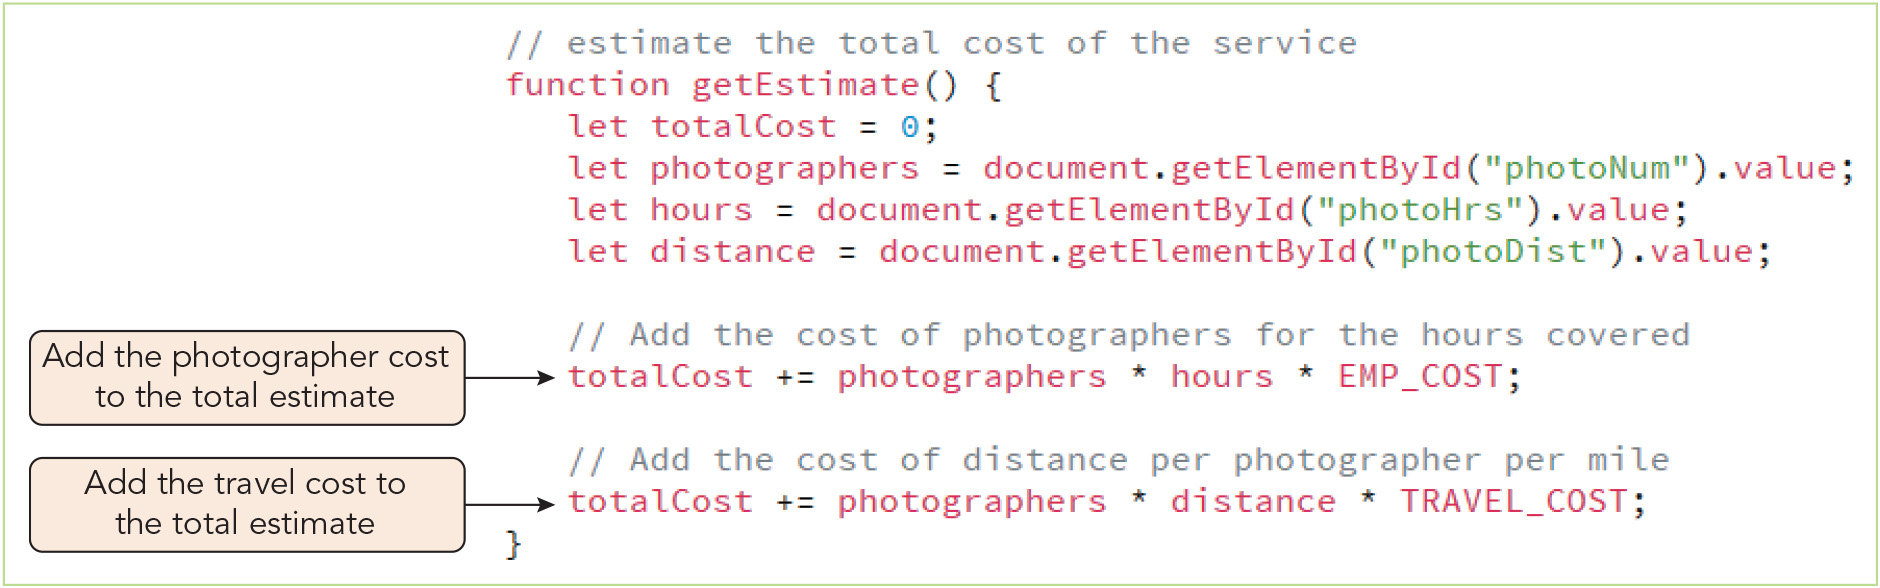 // estimate the total cost of the service
function getEstimate() {
let totalCost = 0;
let photographers = document.getElementById("photoNum").value;
let hours = document.getElementById("photoHrs").value;
let distance = document.getElementById("photoDist").value;
// Add the cost of photographers for the hours covered
Add the photographer cost
to the total estimate
totalCost += photographers * hours * EMP_COST;
// Add the cost of distance per photographer per mile
Add the travel cost to
the total estimate
totalCost += photographers * distance * TRAVEL_COST;
}